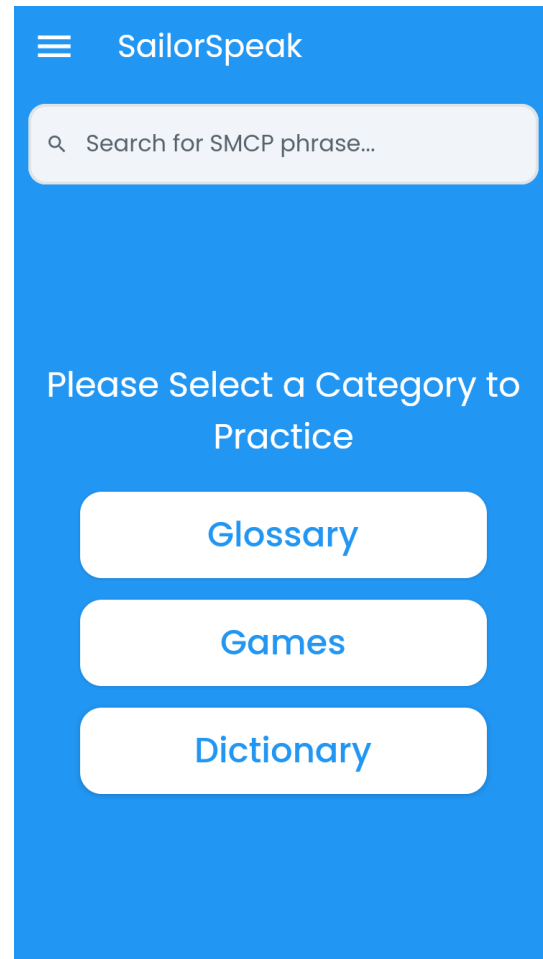 SailorSpeak
Search for SMCP phrase...
Please Select a Category to
Practice
Glossary
Games
Dictionary